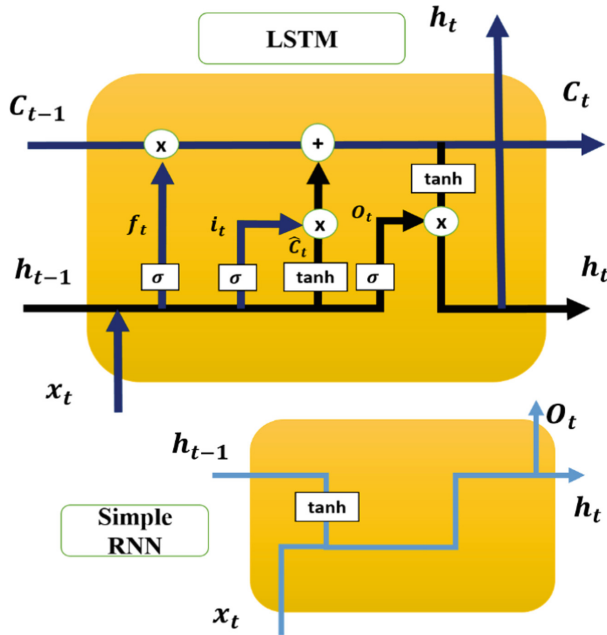 LSTM
h_t
C_{t-1}
C_t
x
+
tanh
f_t
i_t
x
O_t
x
Ĉ_t
h_{t-1}
σ
σ
tanh
σ
h_t
x_t
O_t
h_{t-1}
tanh
h_t
Simple
RNN
x_t